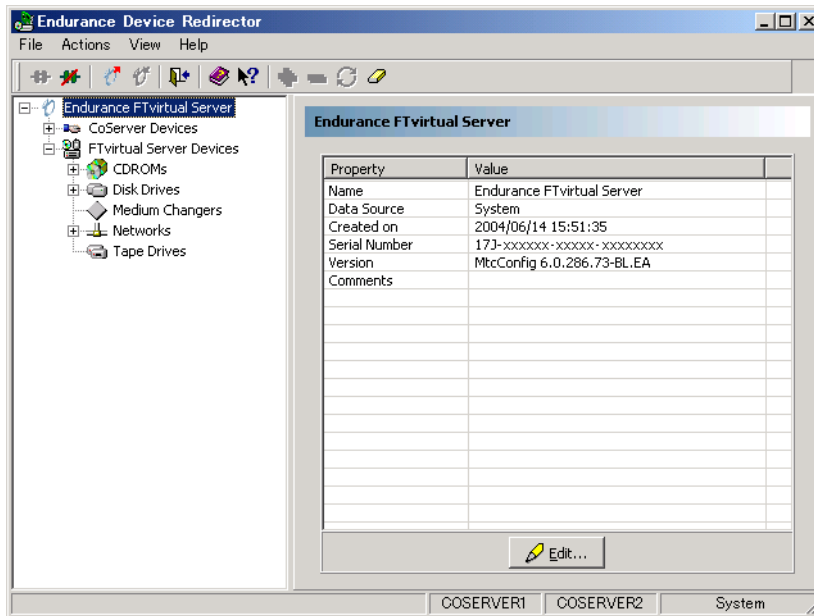 Endurance Device Redirector
File Actions View Help
Endurance FTvirtual Server
CoServer Devices
FTvirtual Server Devices
CDROMs
Disk Drives
Medium Changers
Networks
Tape Drives
Endurance FTvirtual Server
Property Value
Name Endurance FTvirtual Server
Data Source System
Created on 2004/06/14 15:51:35
Serial Number 17J-xxxxxx-xxxxx-xxxxxxxx
Version MtcConfig 6.0.286.73-BL.EA
Comments
Edit...
COSERVER1 COSERVER2 System